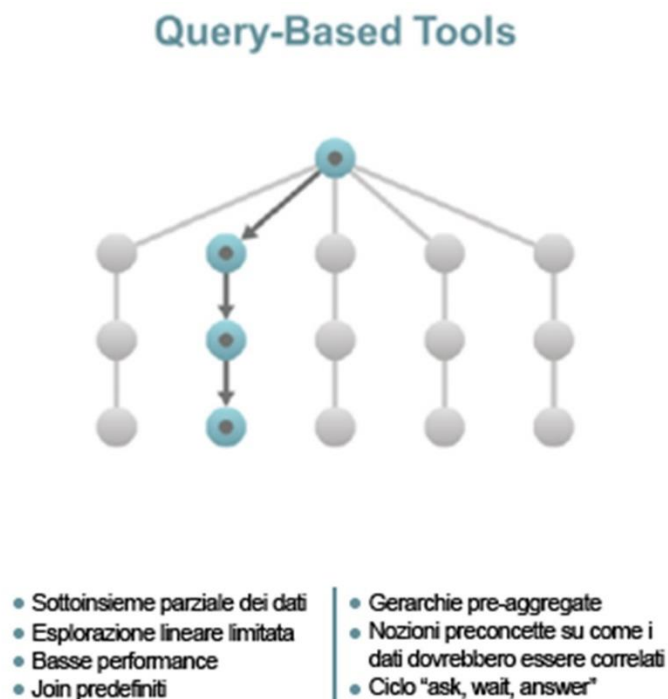 Query-Based Tools
• Sottoinsieme parziale dei dati
• Esplorazione lineare limitata
• Basse performance
• Join predefiniti
• Gerarchie pre-aggregate
• Nozioni preconcette su come i
dati dovrebbero essere correlati
• Ciclo “ask, wait, answer”